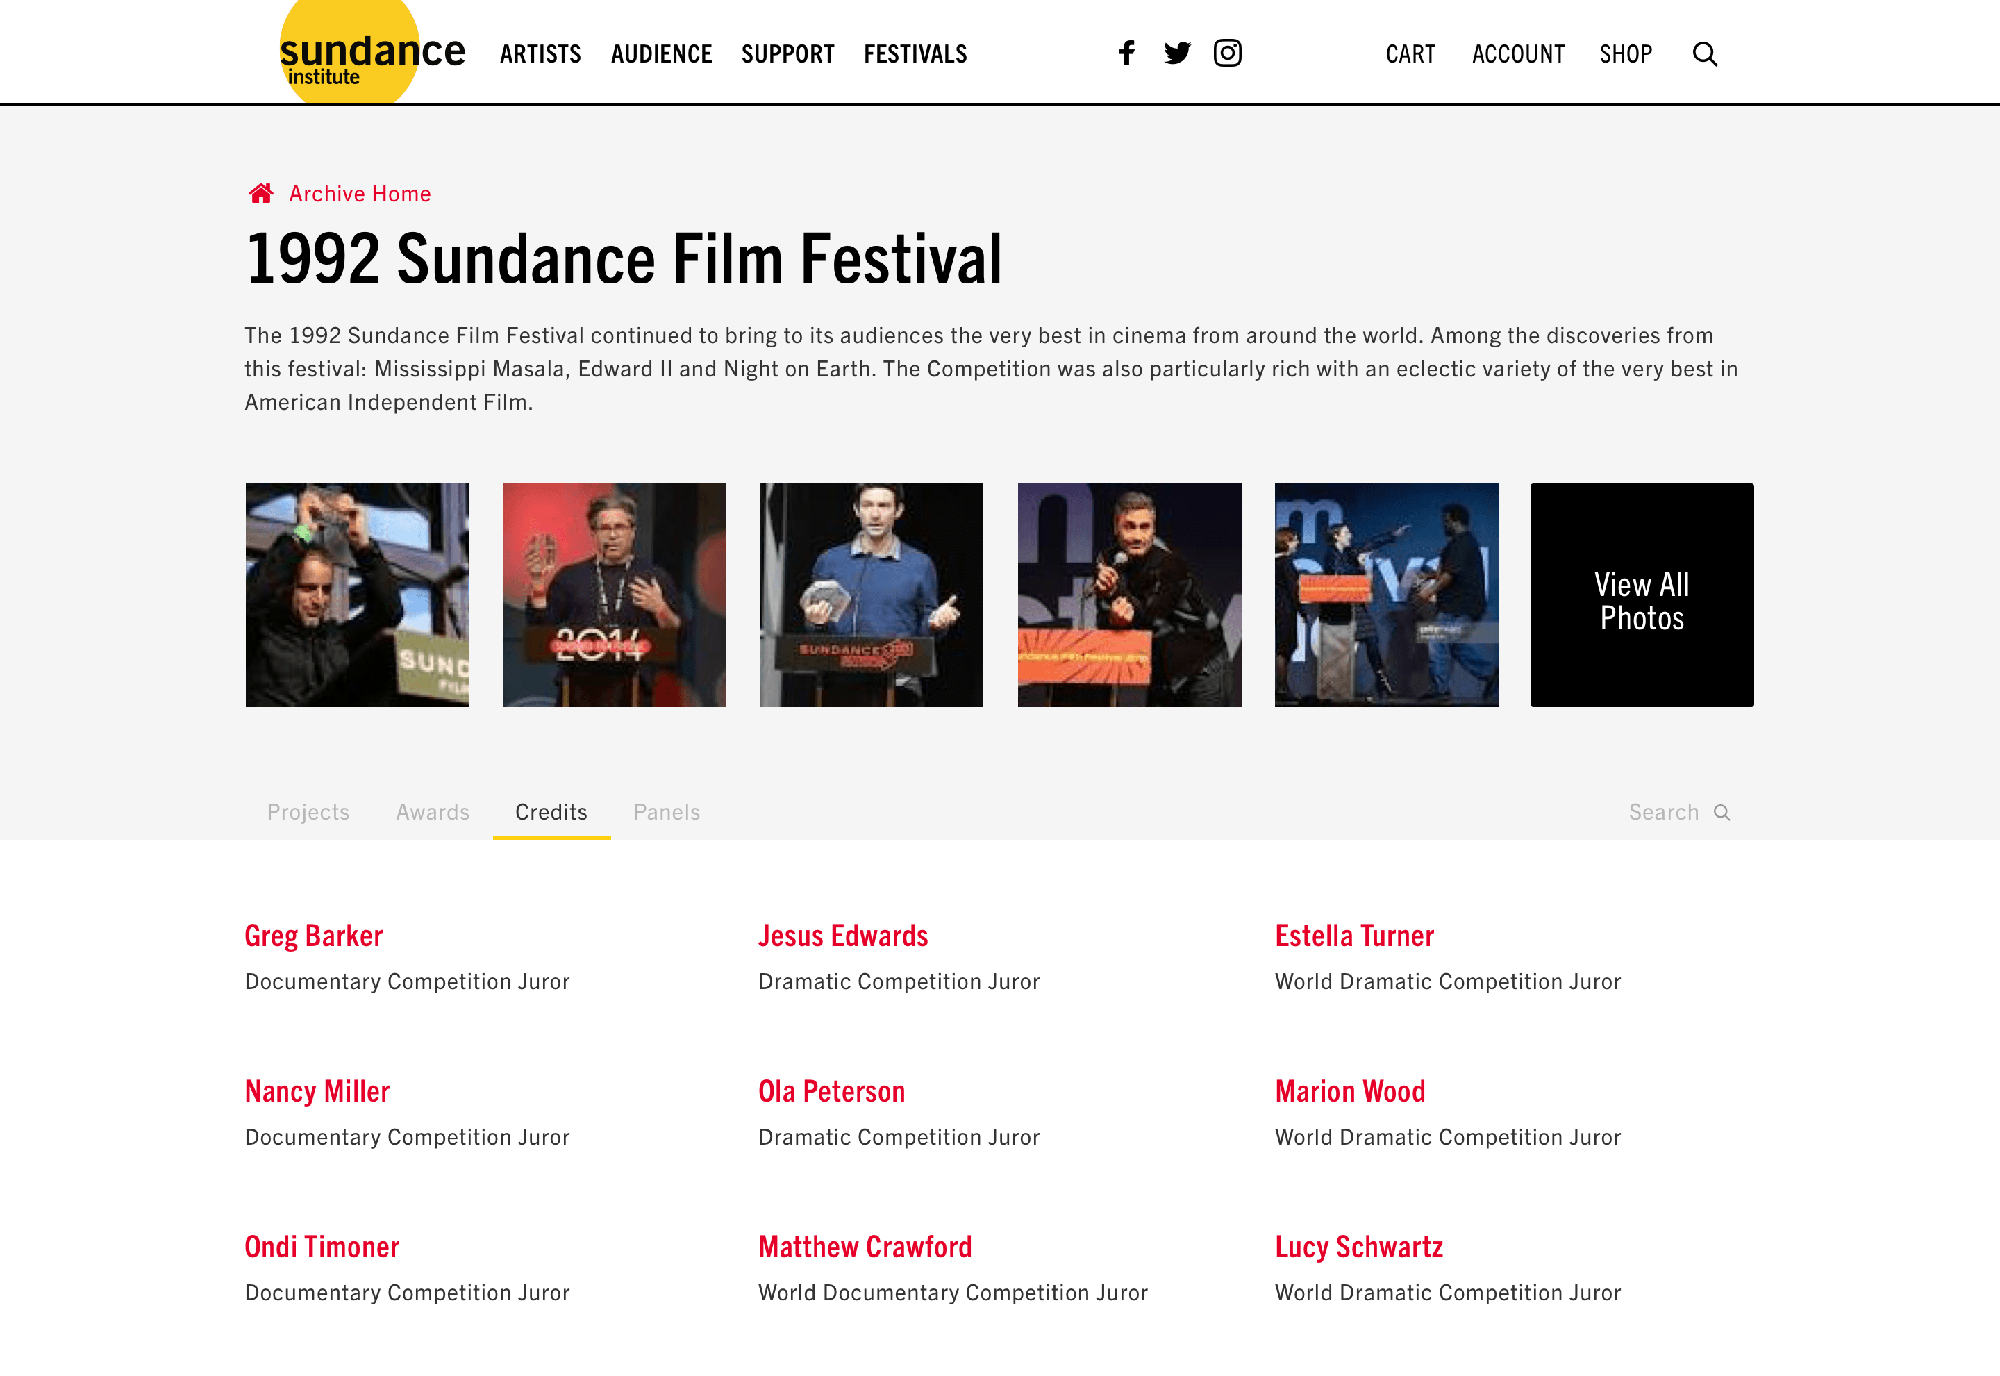 sundance
institute
ARTISTS AUDIENCE SUPPORT FESTIVALS
CART ACCOUNT SHOP
Archive Home
1992 Sundance Film Festival
The 1992 Sundance Film Festival continued to bring to its audiences the very best in cinema from around the world. Among the discoveries from
this festival: Mississippi Masala, Edward II and Night on Earth. The Competition was also particularly rich with an eclectic variety of the very best in
American Independent Film.
SUND
FILM
2014
SUNDANCE
sundance film festival
View All
Photos
Projects Awards Credits Panels
Search
Greg Barker
Documentary Competition Juror
Jesus Edwards
Dramatic Competition Juror
Estella Turner
World Dramatic Competition Juror
Nancy Miller
Documentary Competition Juror
Ola Peterson
Dramatic Competition Juror
Marion Wood
World Dramatic Competition Juror
Ondi Timoner
Documentary Competition Juror
Matthew Crawford
World Documentary Competition Juror
Lucy Schwartz
World Dramatic Competition Juror